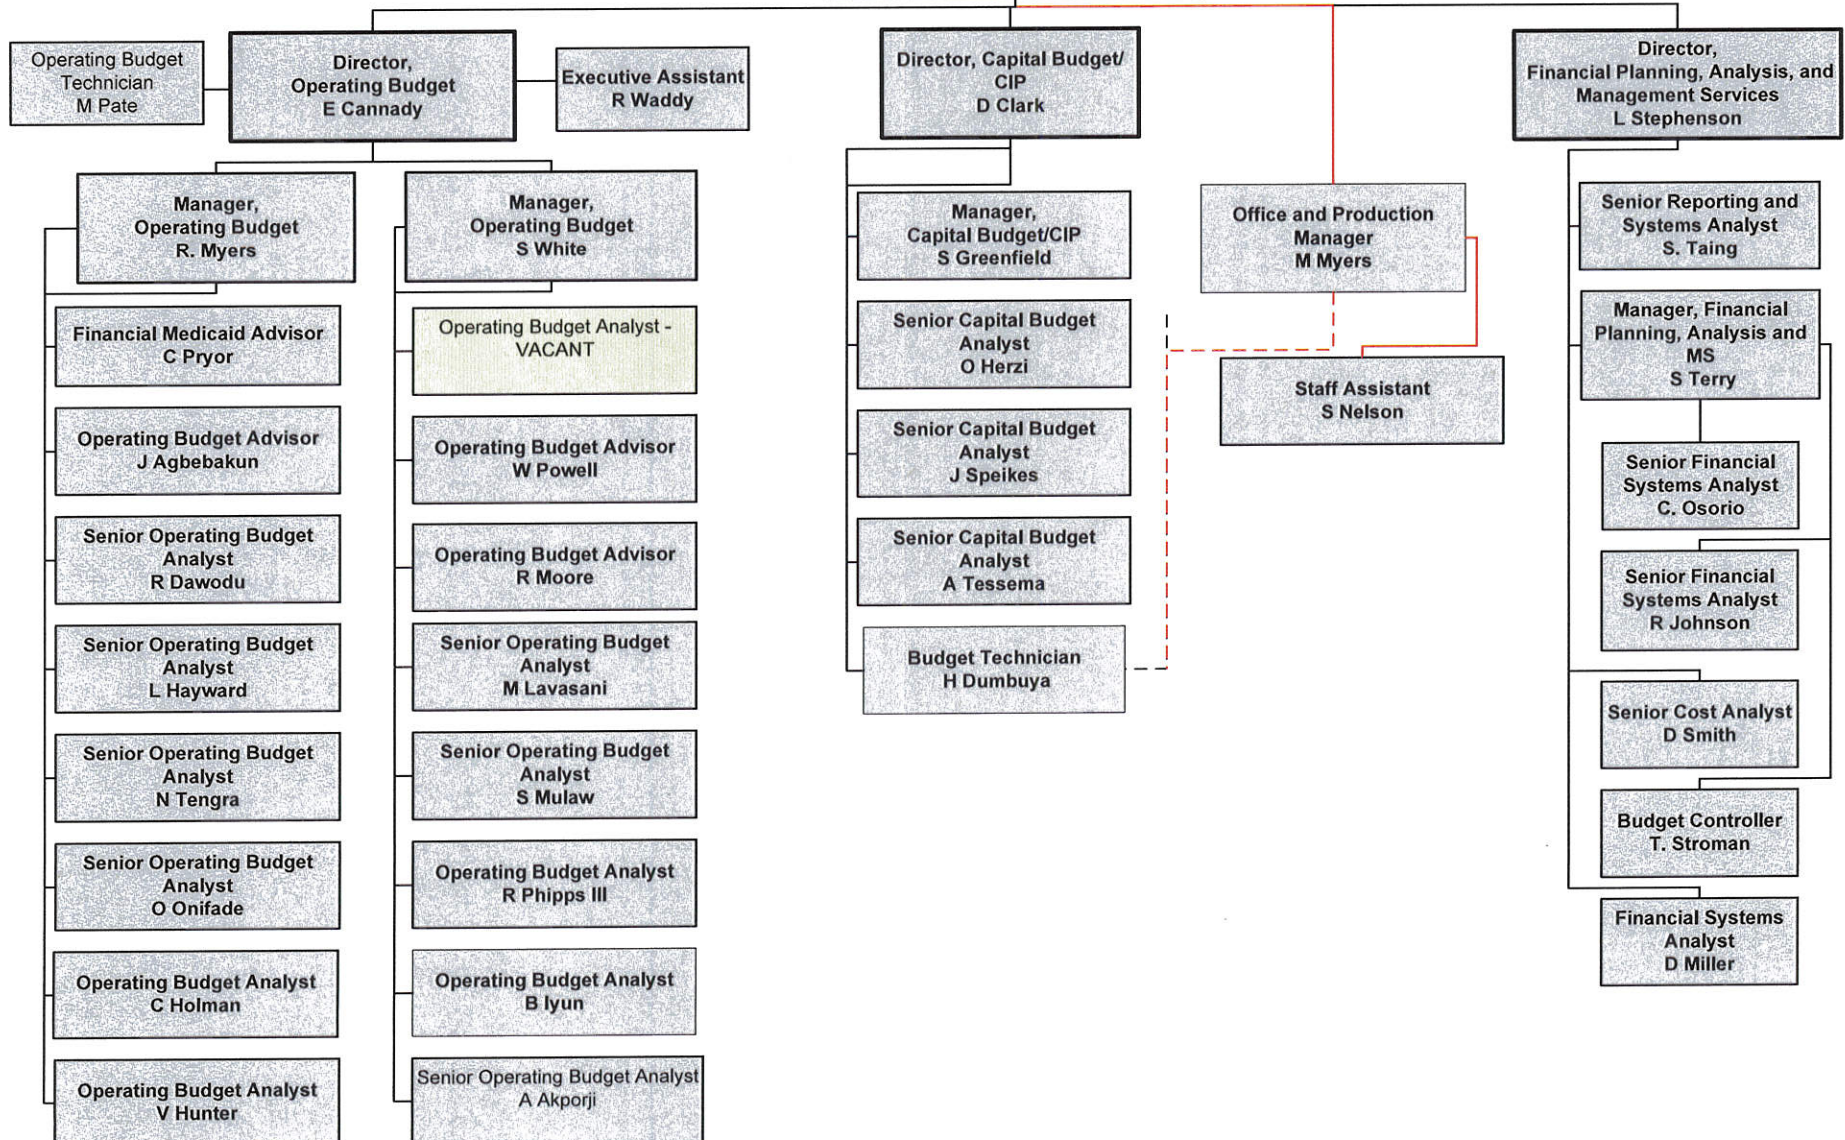 Operating Budget
Technician
M Pate
Director,
Operating Budget
E Cannady
Executive Assistant
R Waddy
Director, Capital Budget/
CIP
D Clark
Director,
Financial Planning, Analysis, and
Management Services
L Stephenson
Manager,
Operating Budget
R. Myers
Financial Medicaid Advisor
C Pryor
Operating Budget Advisor
J Agbebakun
Senior Operating Budget
Analyst
R Dawodu
Senior Operating Budget
Analyst
L Hayward
Senior Operating Budget
Analyst
N Tengra
Senior Operating Budget
Analyst
O Onifade
Operating Budget Analyst
C Holman
Operating Budget Analyst
V Hunter
Manager,
Operating Budget
S White
Operating Budget Analyst -
VACANT
Operating Budget Advisor
W Powell
Operating Budget Advisor
R Moore
Senior Operating Budget
Analyst
M Lavasani
Senior Operating Budget
Analyst
S Mulaw
Operating Budget Analyst
R Phipps III
Operating Budget Analyst
B Iyun
Senior Operating Budget Analyst
A Akporji
Manager,
Capital Budget/CIP
S Greenfield
Senior Capital Budget
Analyst
O Herzi
Senior Capital Budget
Analyst
J Speikes
Senior Capital Budget
Analyst
A Tessema
Budget Technician
H Dumbuya
Office and Production
Manager
M Myers
Staff Assistant
S Nelson
Senior Reporting and
Systems Analyst
S. Taing
Manager, Financial
Planning, Analysis and
MS
S Terry
Senior Financial
Systems Analyst
C. Osorio
Senior Financial
Systems Analyst
R Johnson
Senior Cost Analyst
D Smith
Budget Controller
T. Stroman
Financial Systems
Analyst
D Miller